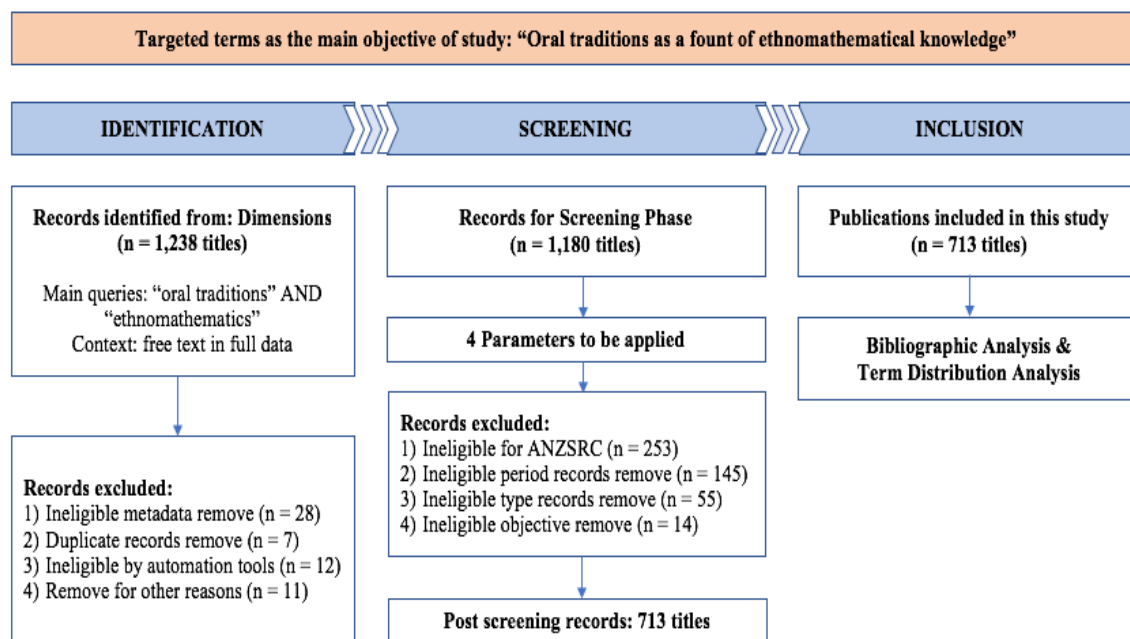 Targeted terms as the main objective of study: “Oral traditions as a fount of ethnomathematical knowledge”
IDENTIFICATION
SCREENING
INCLUSION
Records identified from: Dimensions
(n = 1,238 titles)
Main queries: “oral traditions” AND
“ethnomathematics”
Context: free text in full data
Records excluded:
1) Ineligible metadata remove (n = 28)
2) Duplicate records remove (n = 7)
3) Ineligible by automation tools (n = 12)
4) Remove for other reasons (n = 11)
Records for Screening Phase
(n = 1,180 titles)
4 Parameters to be applied
Records excluded:
1) Ineligible for ANZSRC (n = 253)
2) Ineligible period records remove (n = 145)
3) Ineligible type records remove (n = 55)
4) Ineligible objective remove (n = 14)
Post screening records: 713 titles
Publications included in this study
(n = 713 titles)
Bibliographic Analysis &
Term Distribution Analysis